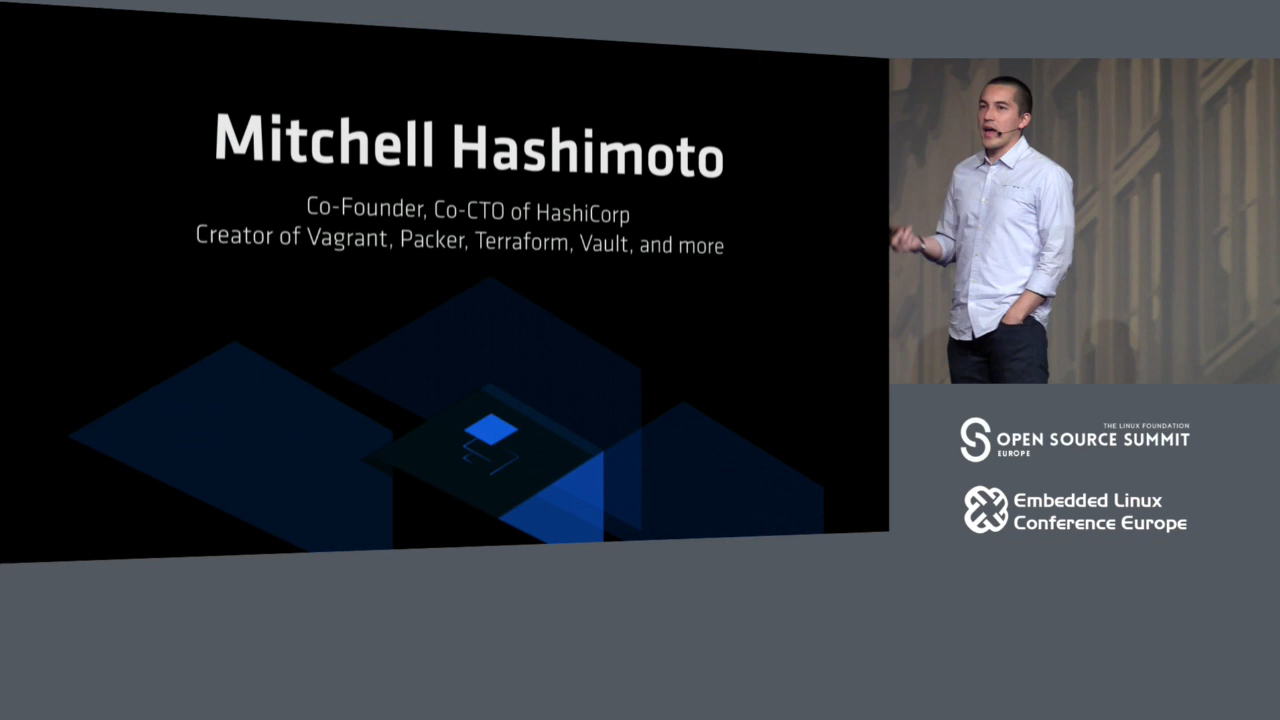 Mitchell Hashimoto
Co-Founder, Co-CTO of HashiCorp
Creator of Vagrant, Packer, Terraform, Vault, and more
THE LINUX FOUNDATION
OPEN SOURCE SUMMIT
EUROPE
Embedded Linux
Conference Europe